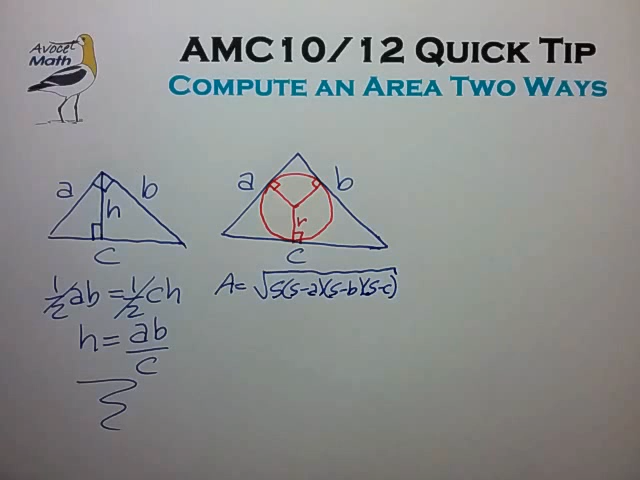 Avocet
Math
AMC10/12 QUICK TIP
COMPUTE AN AREA TWO WAYS
a b
h
c
½ab = ½ch
h = ab/c
a b
r
c
A = √s(s-a)(s-b)(s-c)